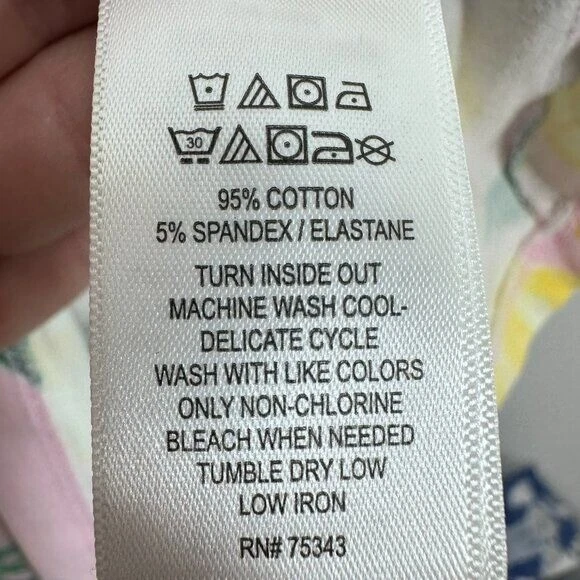 30
95% COTTON
5% SPANDEX / ELASTANE
TURN INSIDE OUT
MACHINE WASH COOL-
DELICATE CYCLE
WASH WITH LIKE COLORS
ONLY NON-CHLORINE
BLEACH WHEN NEEDED
TUMBLE DRY LOW
LOW IRON
RN# 75343